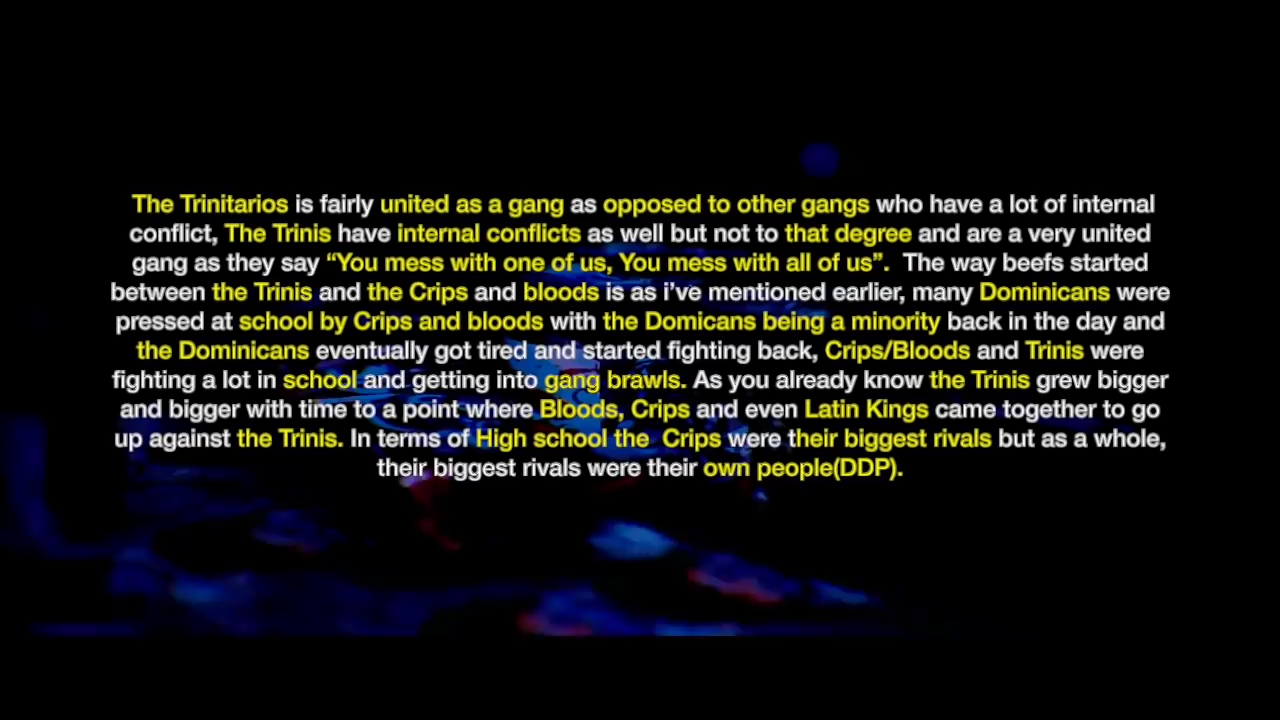 The Trinitarios is fairly united as a gang as opposed to other gangs who have a lot of internal
conflict, The Trinis have internal conflicts as well but not to that degree and are a very united
gang as they say “You mess with one of us, You mess with all of us”.  The way beefs started
between the Trinis and the Crips and bloods is as i’ve mentioned earlier, many Dominicans were
pressed at school by Crips and bloods with the Domicans being a minority back in the day and
the Dominicans eventually got tired and started fighting back, Crips/Bloods and Trinis were
fighting a lot in school and getting into gang brawls. As you already know the Trinis grew bigger
and bigger with time to a point where Bloods, Crips and even Latin Kings came together to go
up against the Trinis. In terms of High school the  Crips were their biggest rivals but as a whole,
their biggest rivals were their own people(DDP).